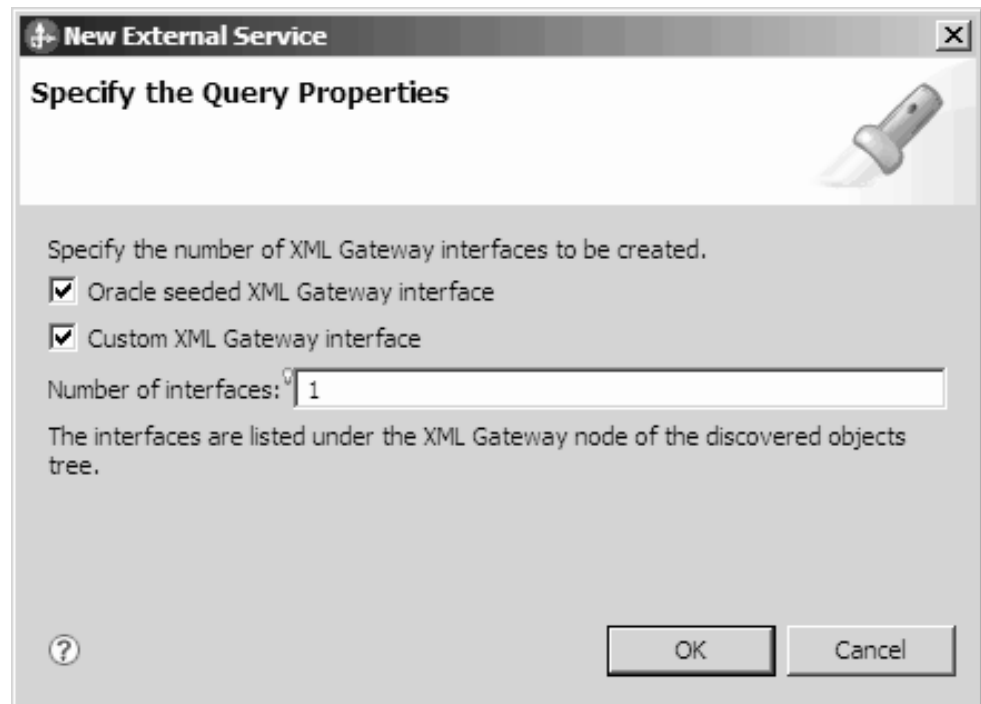 New External Service
Specify the Query Properties
Specify the number of XML Gateway interfaces to be created.
Oracle seeded XML Gateway interface
Custom XML Gateway interface
Number of interfaces: 1
The interfaces are listed under the XML Gateway node of the discovered objects
tree.
? OK Cancel